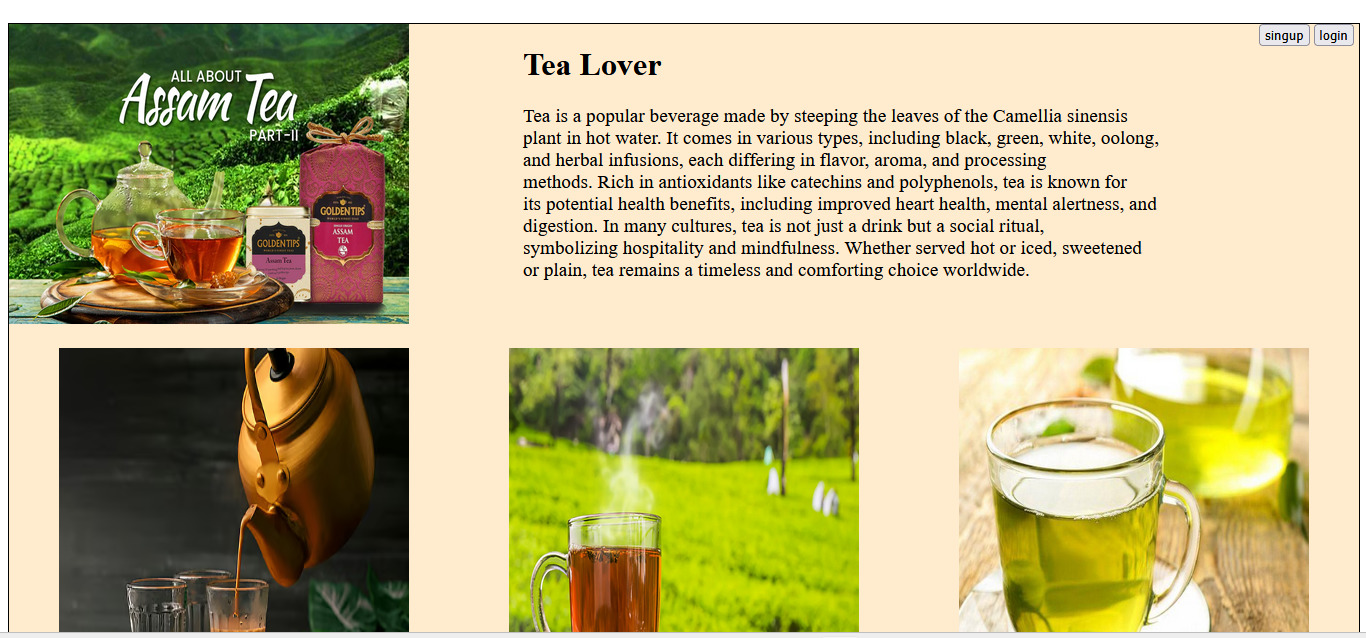 singup login
ALL ABOUT
Assam Tea
PART-II
GOLDEN TIPS
ASSAM
TEA
GOLDEN TIPS
Assam Tea
Tea Lover
Tea is a popular beverage made by steeping the leaves of the Camellia sinensis
plant in hot water. It comes in various types, including black, green, white, oolong,
and herbal infusions, each differing in flavor, aroma, and processing
methods. Rich in antioxidants like catechins and polyphenols, tea is known for
its potential health benefits, including improved heart health, mental alertness, and
digestion. In many cultures, tea is not just a drink but a social ritual,
symbolizing hospitality and mindfulness. Whether served hot or iced, sweetened
or plain, tea remains a timeless and comforting choice worldwide.